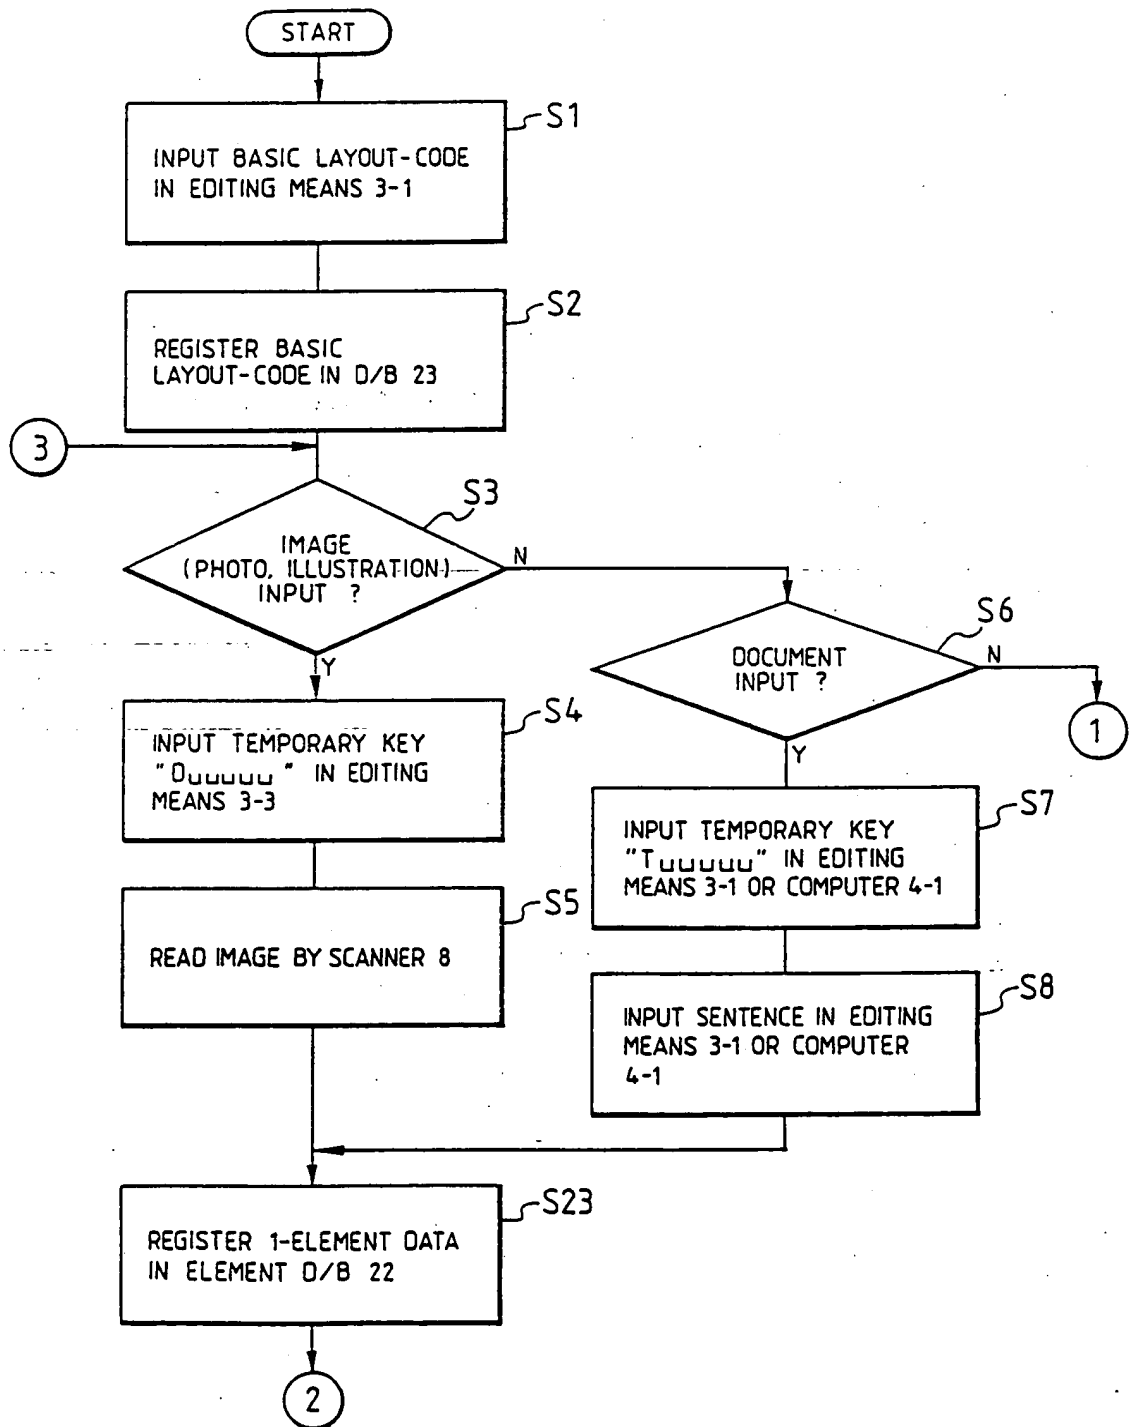 START
S1
INPUT BASIC LAYOUT-CODE
IN EDITING MEANS 3-1
S2
REGISTER BASIC
LAYOUT-CODE IN D/B 23
3
S3
IMAGE
(PHOTO, ILLUSTRATION)
INPUT ?
N
Y
S6
DOCUMENT
INPUT ?
N
Y
1
S4
INPUT TEMPORARY KEY
"D␣␣␣␣␣" IN EDITING
MEANS 3-3
S7
INPUT TEMPORARY KEY
"T␣␣␣␣␣" IN EDITING
MEANS 3-1 OR COMPUTER 4-1
S5
READ IMAGE BY SCANNER 8
S8
INPUT SENTENCE IN EDITING
MEANS 3-1 OR COMPUTER
4-1
S23
REGISTER 1-ELEMENT DATA
IN ELEMENT D/B 22
2